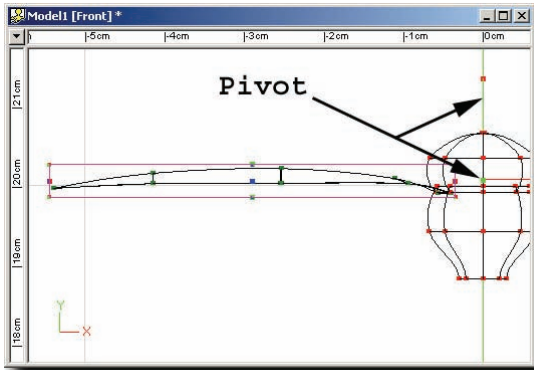 Model1 [Front] *
-5cm -4cm -3cm -2cm -1cm 0cm
21cm
20cm
19cm
18cm
Pivot
Y
X